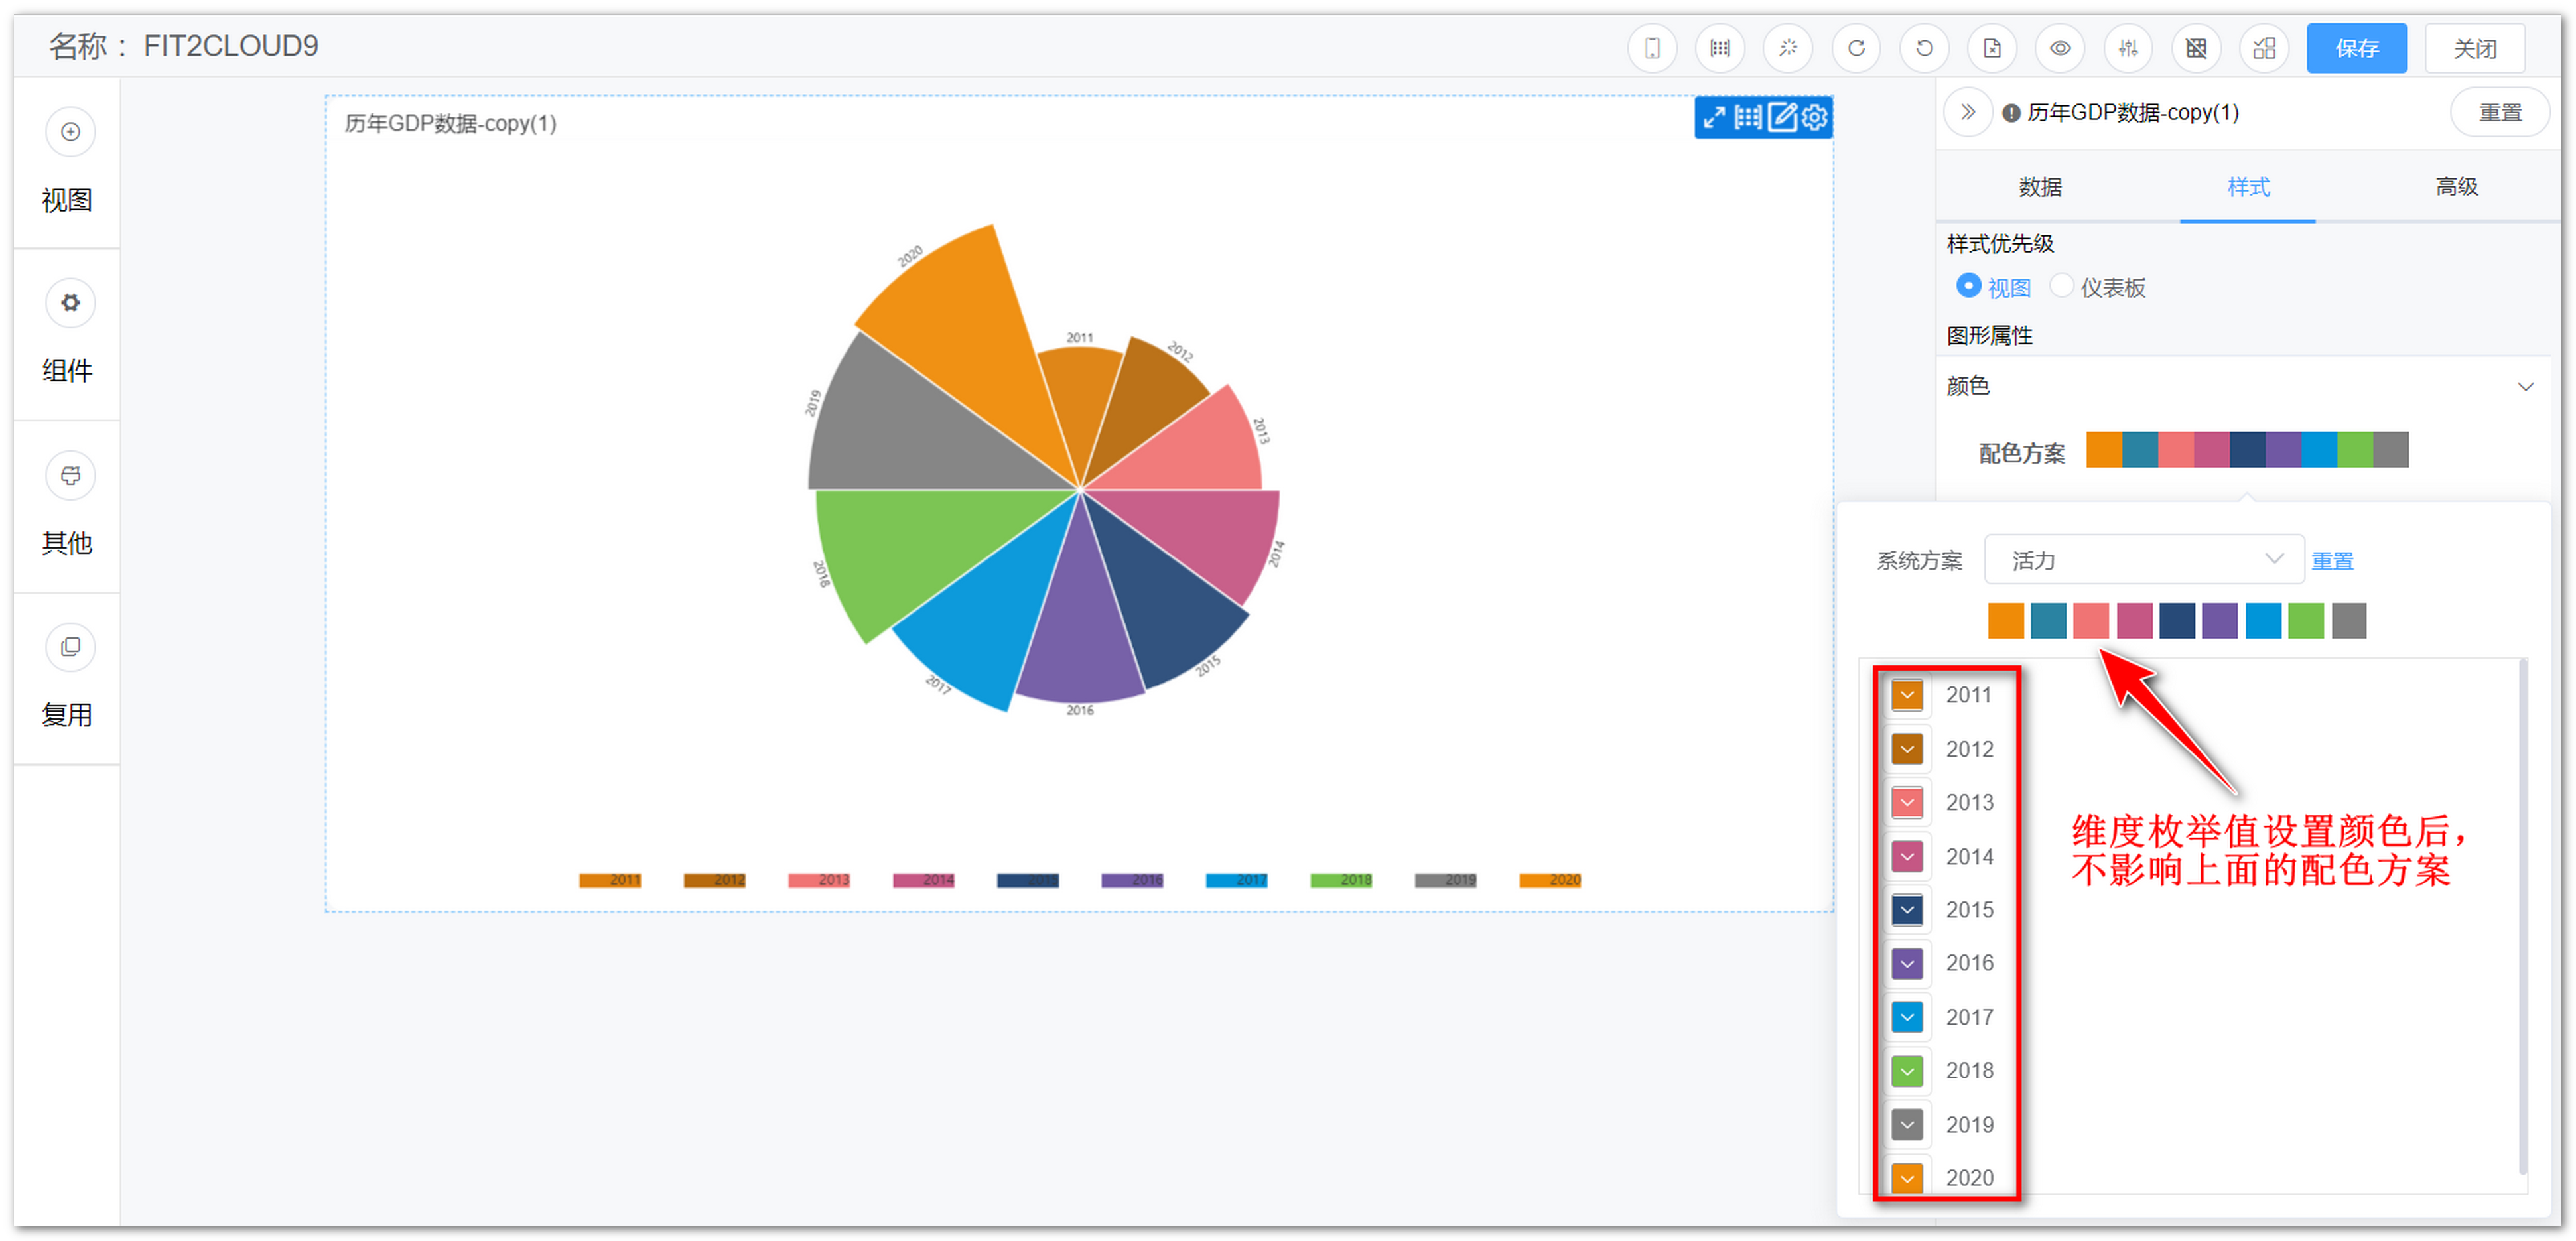 名称： FIT2CLOUD9
保存
关闭
视图
组件
其他
复用
历年GDP数据-copy(1)
2020
2011
2012
2019
2013
2014
2018
2015
2017
2016
2011
2012
2013
2014
2015
2016
2017
2018
2019
2020
历年GDP数据-copy(1)
重置
数据
样式
高级
样式优先级
视图
仪表板
图形属性
颜色
配色方案
系统方案
活力
重置
2011
2012
2013
2014
2015
2016
2017
2018
2019
2020
维度枚举值设置颜色后，
不影响上面的配色方案